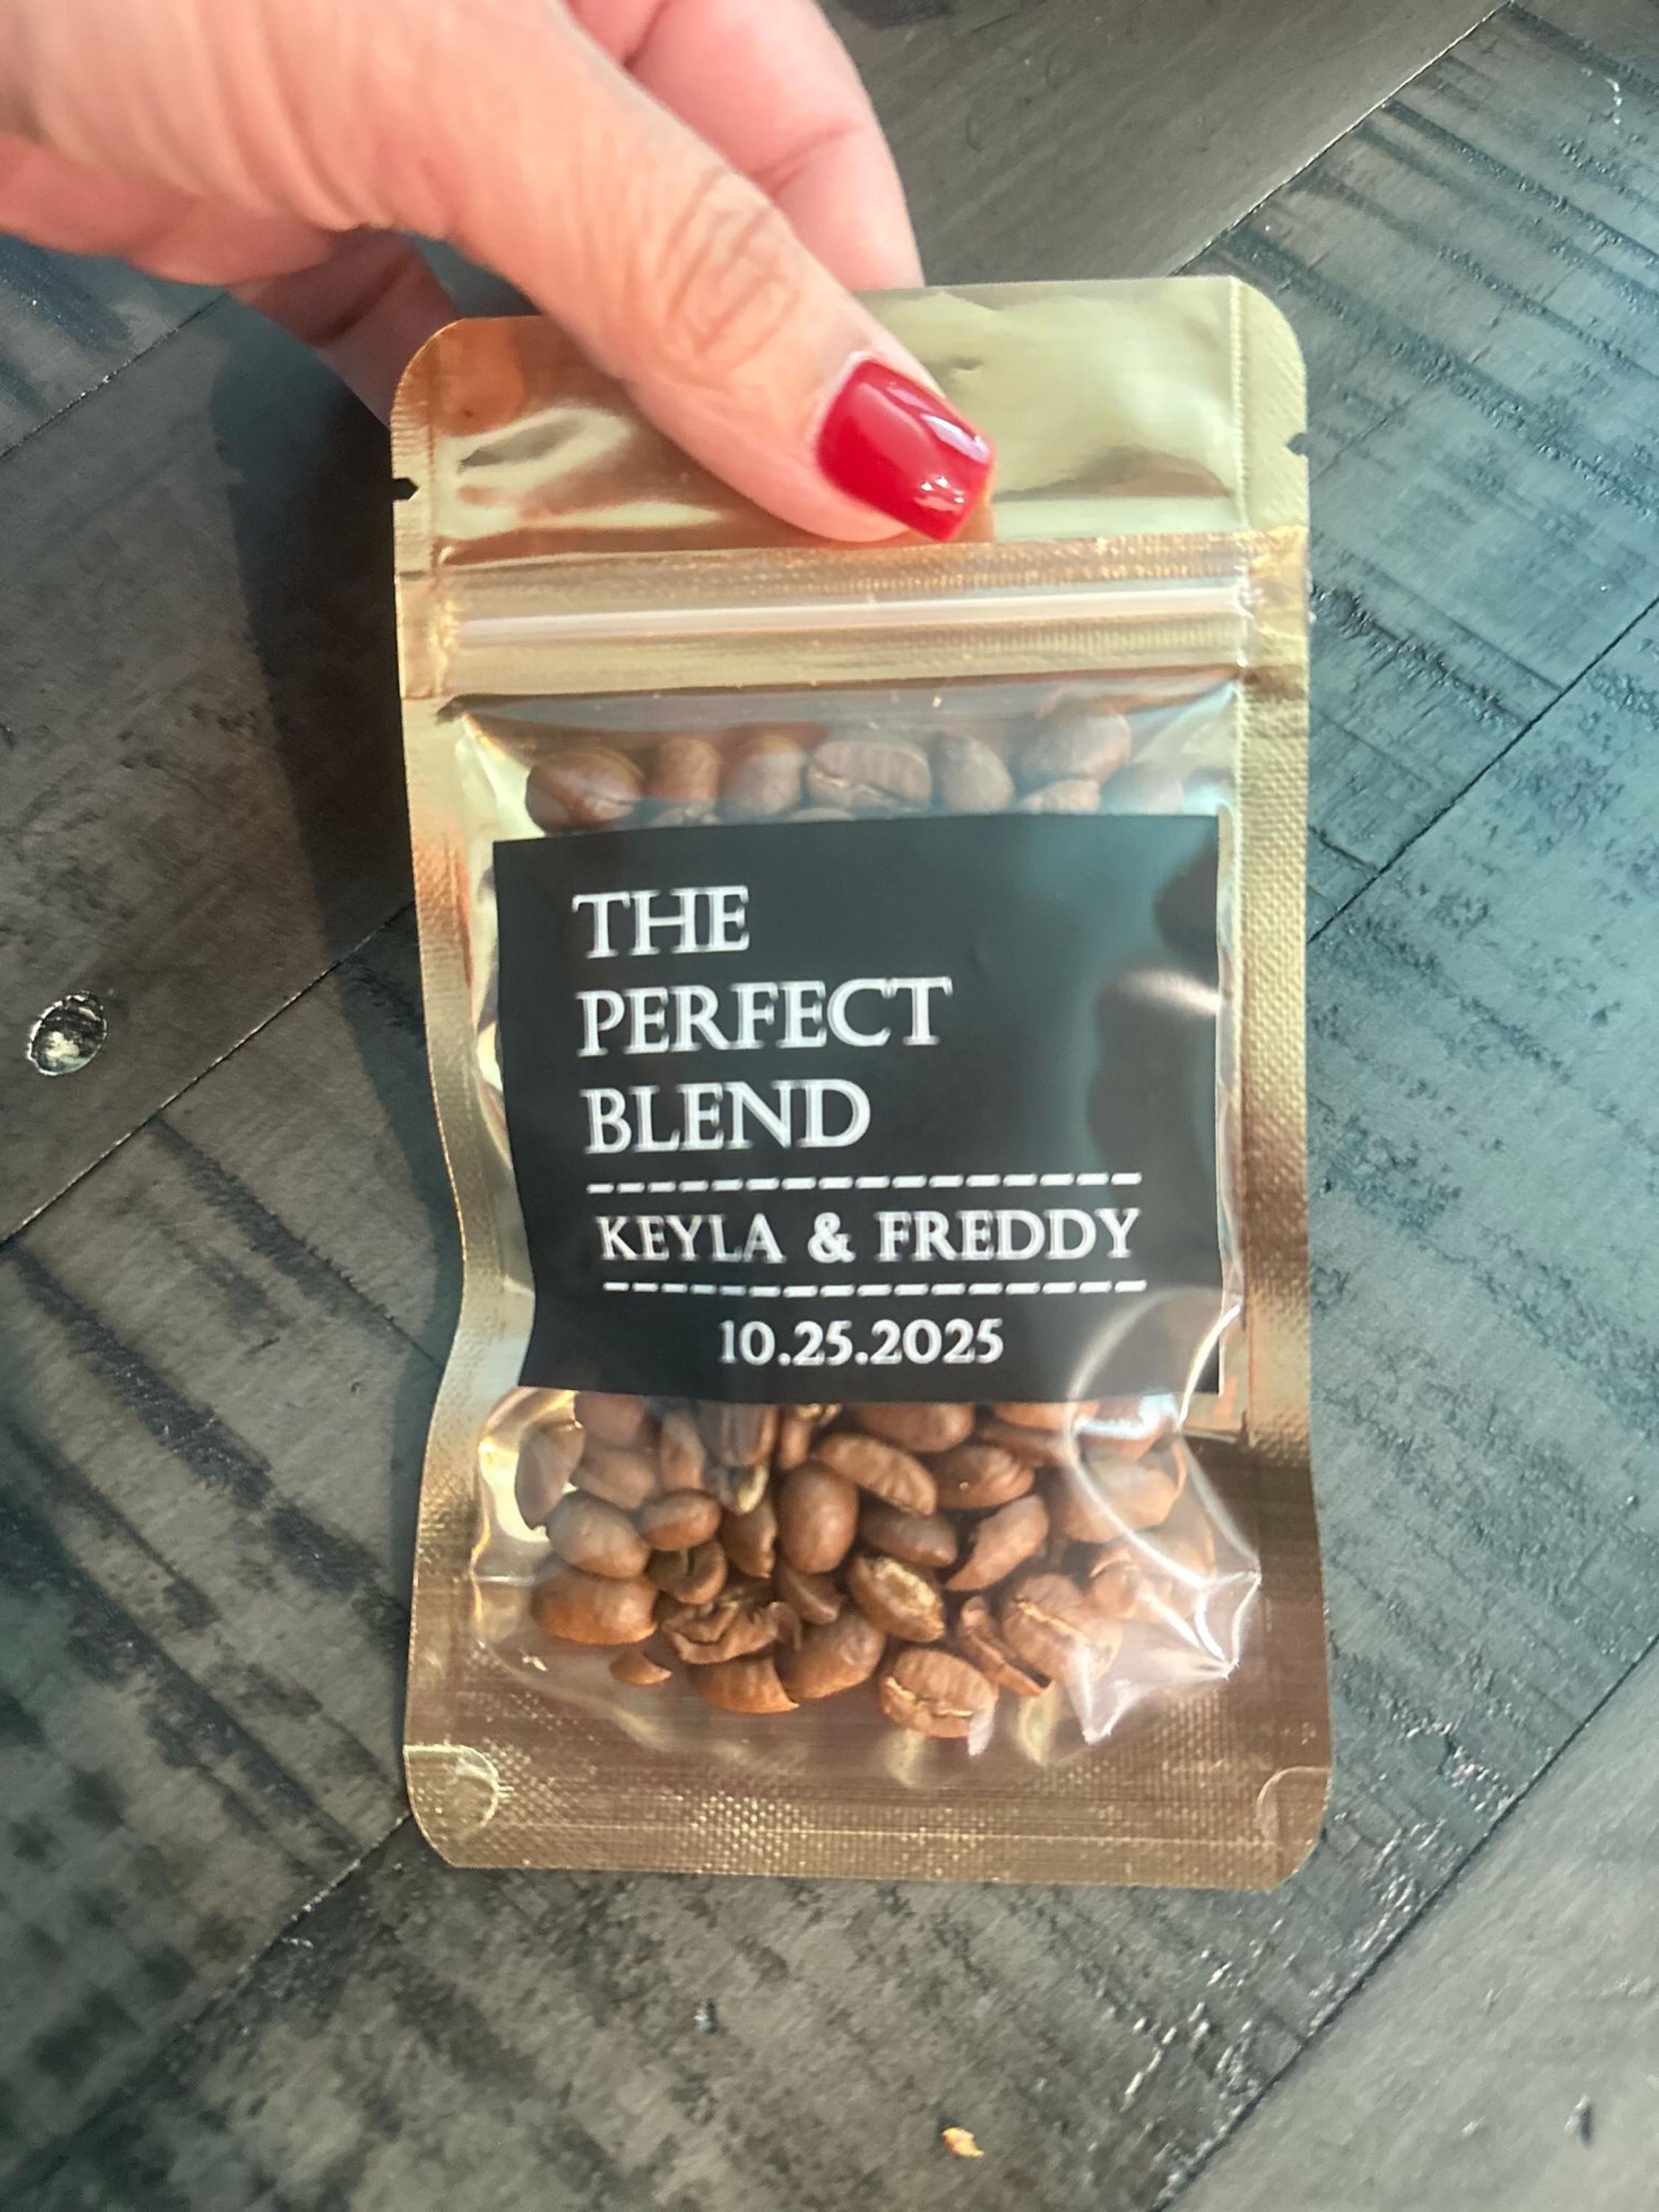 THE
PERFECT
BLEND
KEYLA & FREDDY
10.25.2025